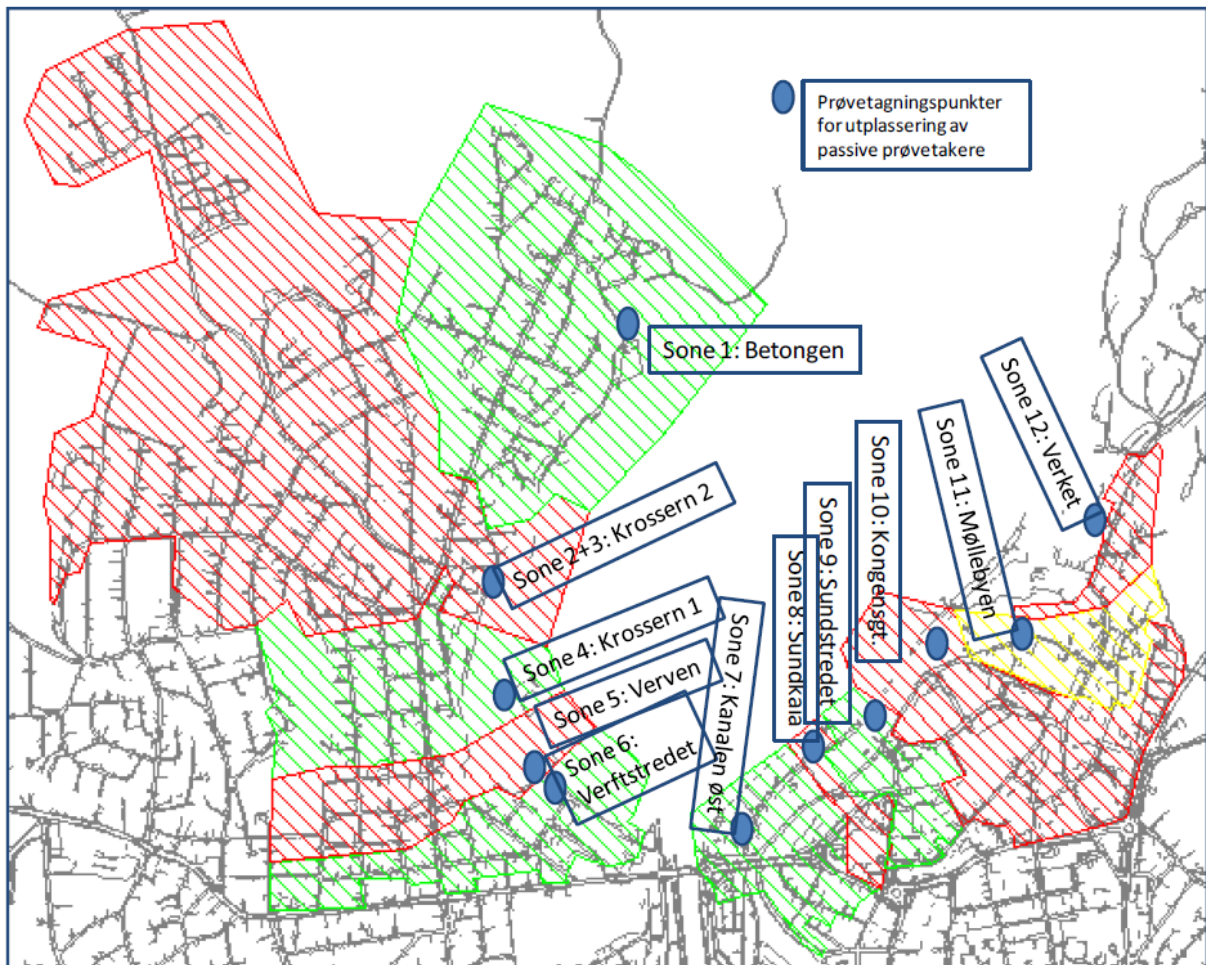 Prøvetagningspunkter
for utplassering av
passive prøvetakere
Sone 1: Betongen
Sone 2+3: Krossern 2
Sone 4: Krossern 1
Sone 5: Verven
Sone 6:
Verftstredet
Sone 7: Kanalen øst
Sone8: Sundkaia
Sone 9: Sundstredet
Sone 10: Kongensgt.
Sone 11: Møllebyen
Sone 12: Verket